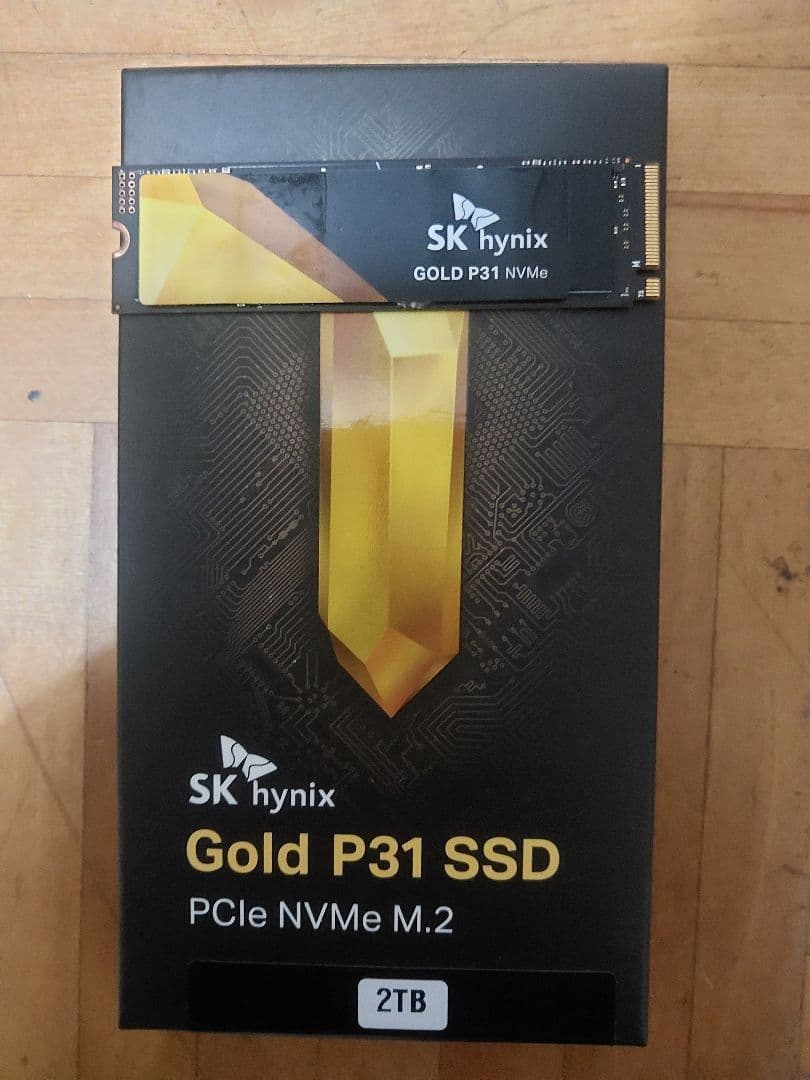 SK hynix
GOLD P31 NVMe
M
SK hynix
Gold P31 SSD
PCIe NVMe M.2
2TB